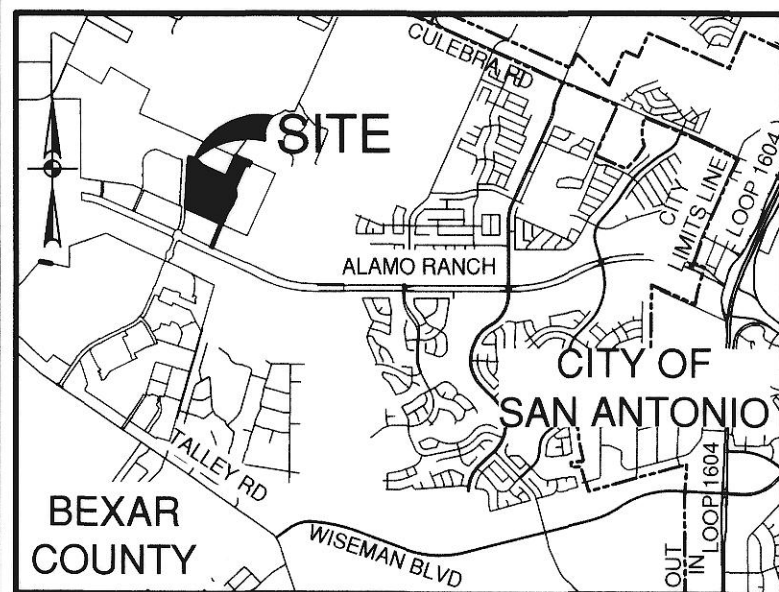 CULEBRA RD
SITE
CITY
LIMITS LINE
LOOP 1604
ALAMO RANCH
CITY OF
SAN ANTONIO
TALLEY RD
BEXAR
COUNTY
WISEMAN BLVD
OUT
IN
LOOP 1604